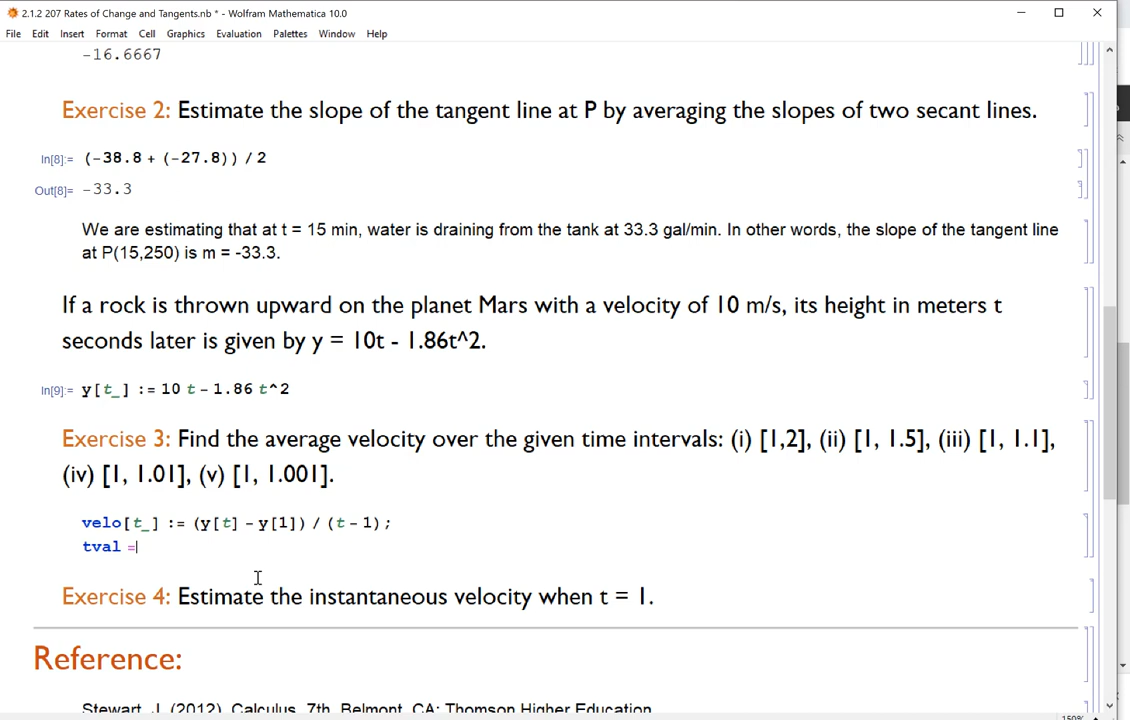 2.1.2 207 Rates of Change and Tangents.nb * - Wolfram Mathematica 10.0
File Edit Insert Format Cell Graphics Evaluation Palettes Window Help
-16.6667
Exercise 2: Estimate the slope of the tangent line at P by averaging the slopes of two secant lines.
In[8]:= (-38.8 + (-27.8)) / 2
Out[8]= -33.3
We are estimating that at t = 15 min, water is draining from the tank at 33.3 gal/min. In other words, the slope of the tangent line
at P(15,250) is m = -33.3.
If a rock is thrown upward on the planet Mars with a velocity of 10 m/s, its height in meters t
seconds later is given by y = 10t - 1.86t^2.
In[9]:= y[t_] := 10 t - 1.86 t^2
Exercise 3: Find the average velocity over the given time intervals: (i) [1,2], (ii) [1, 1.5], (iii) [1, 1.1],
(iv) [1, 1.01], (v) [1, 1.001].
velo[t_] := (y[t] - y[1]) / (t - 1) ;
tval =
Exercise 4: Estimate the instantaneous velocity when t = 1.
Reference:
Stewart, J. (2012). Calculus, 7th. Belmont, CA: Thomson Higher Education
150%